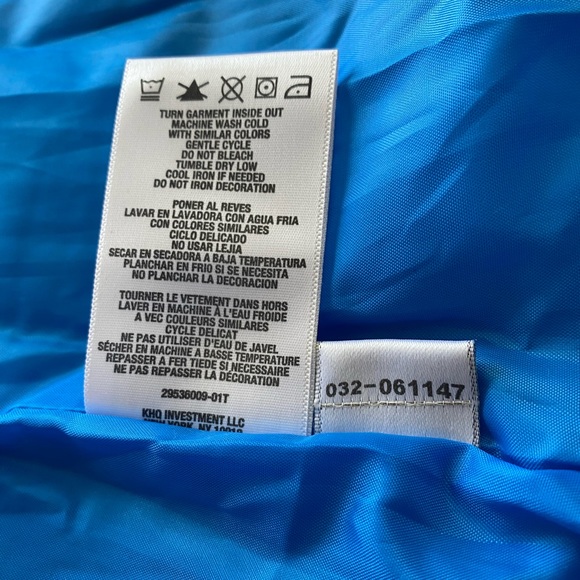 TURN GARMENT INSIDE OUT
MACHINE WASH COLD
WITH SIMILAR COLORS
GENTLE CYCLE
DO NOT BLEACH
TUMBLE DRY LOW
COOL IRON IF NEEDED
DO NOT IRON DECORATION
PONER AL REVES
LAVAR EN LAVADORA CON AGUA FRIA
CON COLORES SIMILARES
CICLO DELICADO
NO USAR LEJIA
SECAR EN SECADORA A BAJA TEMPERATURA
PLANCHAR EN FRIO SI SE NECESITA
NO PLANCHAR LA DECORACION
TOURNER LE VETEMENT DANS HORS
LAVER EN MACHINE À L'EAU FROIDE
A VEC COULEURS SIMILARES
CYCLE DELICAT
NE PAS UTILISER D'EAU DE JAVEL
SÉCHER EN MACHINE A BASSE TEMPERATURE
REPASSER A FER TIEDE SI NECESSAIRE
NE PAS REPASSER LA DECORATION
29536009-01T
KHQ INVESTMENT LLC
NEW YORK, NY 10018
032-061147